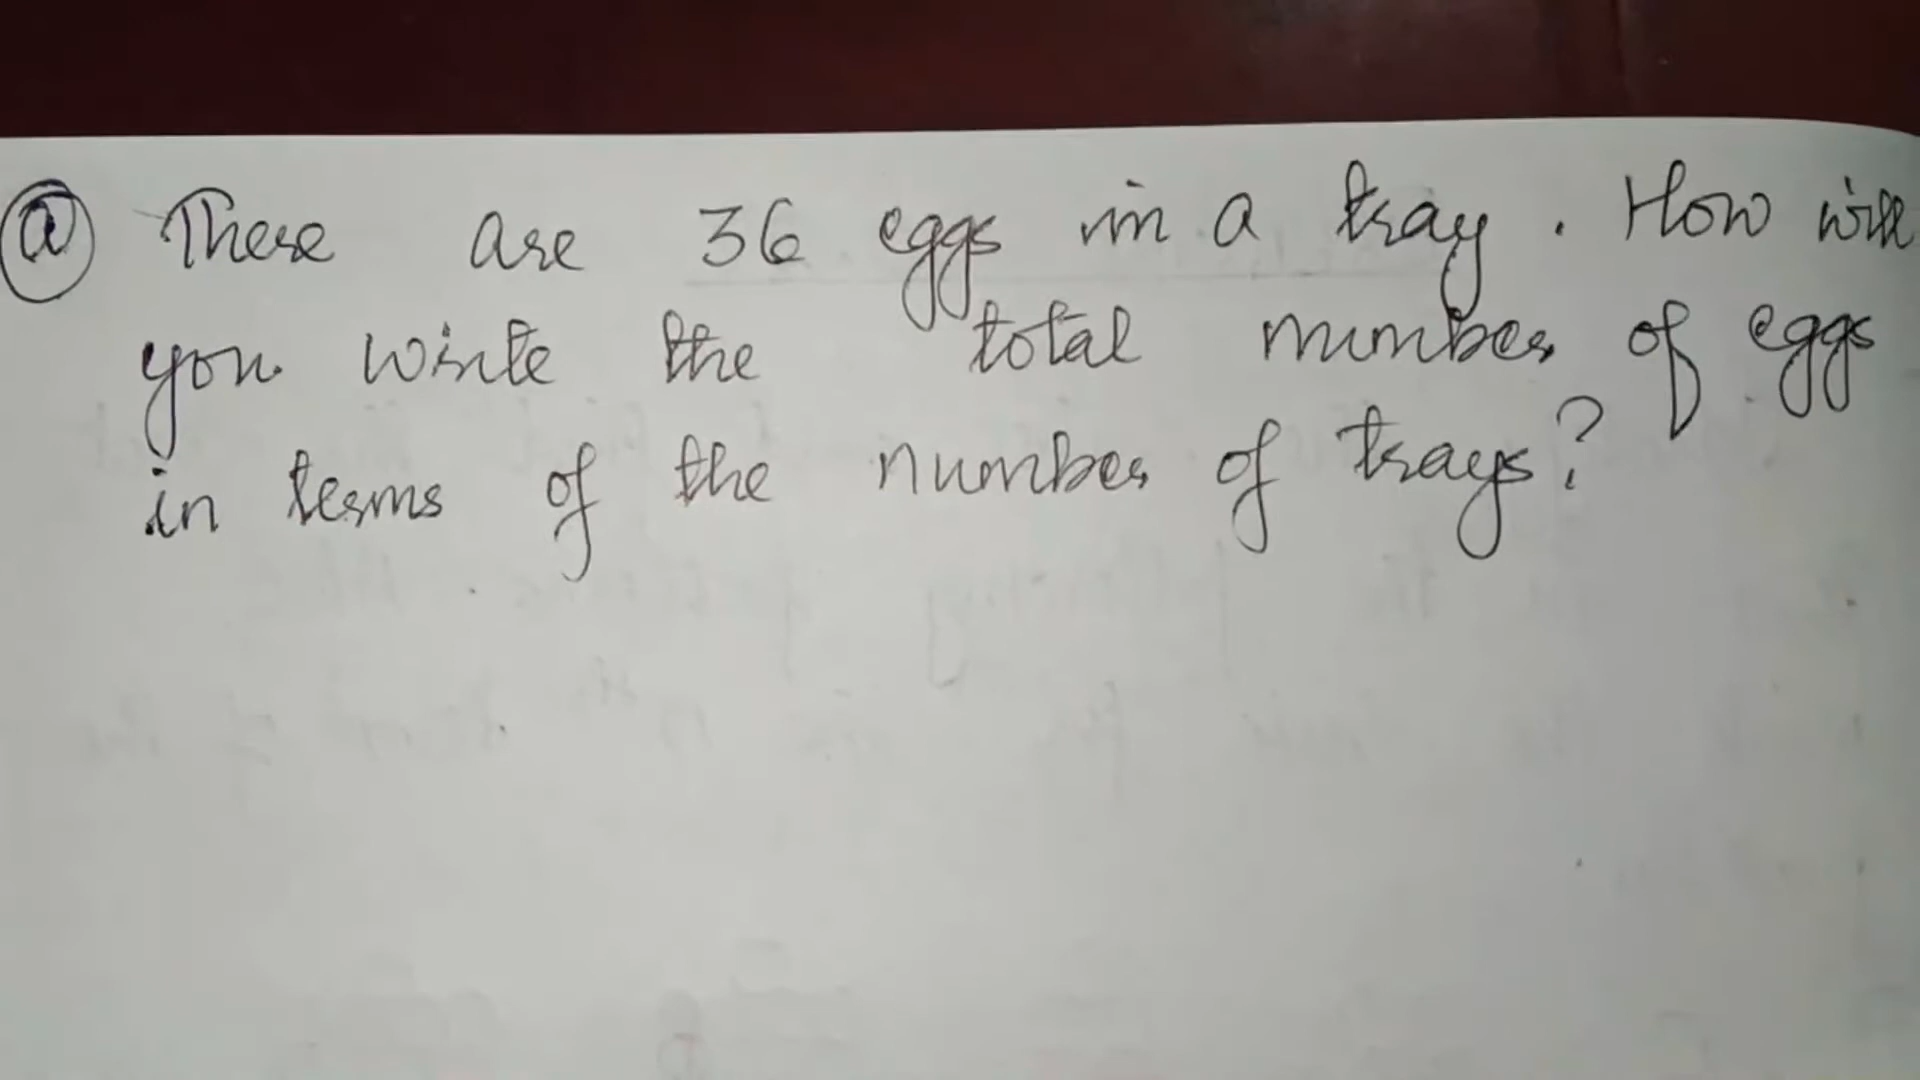 (a) There are 36 eggs in a tray. How will
you write the total number of eggs
in terms of the number of trays?